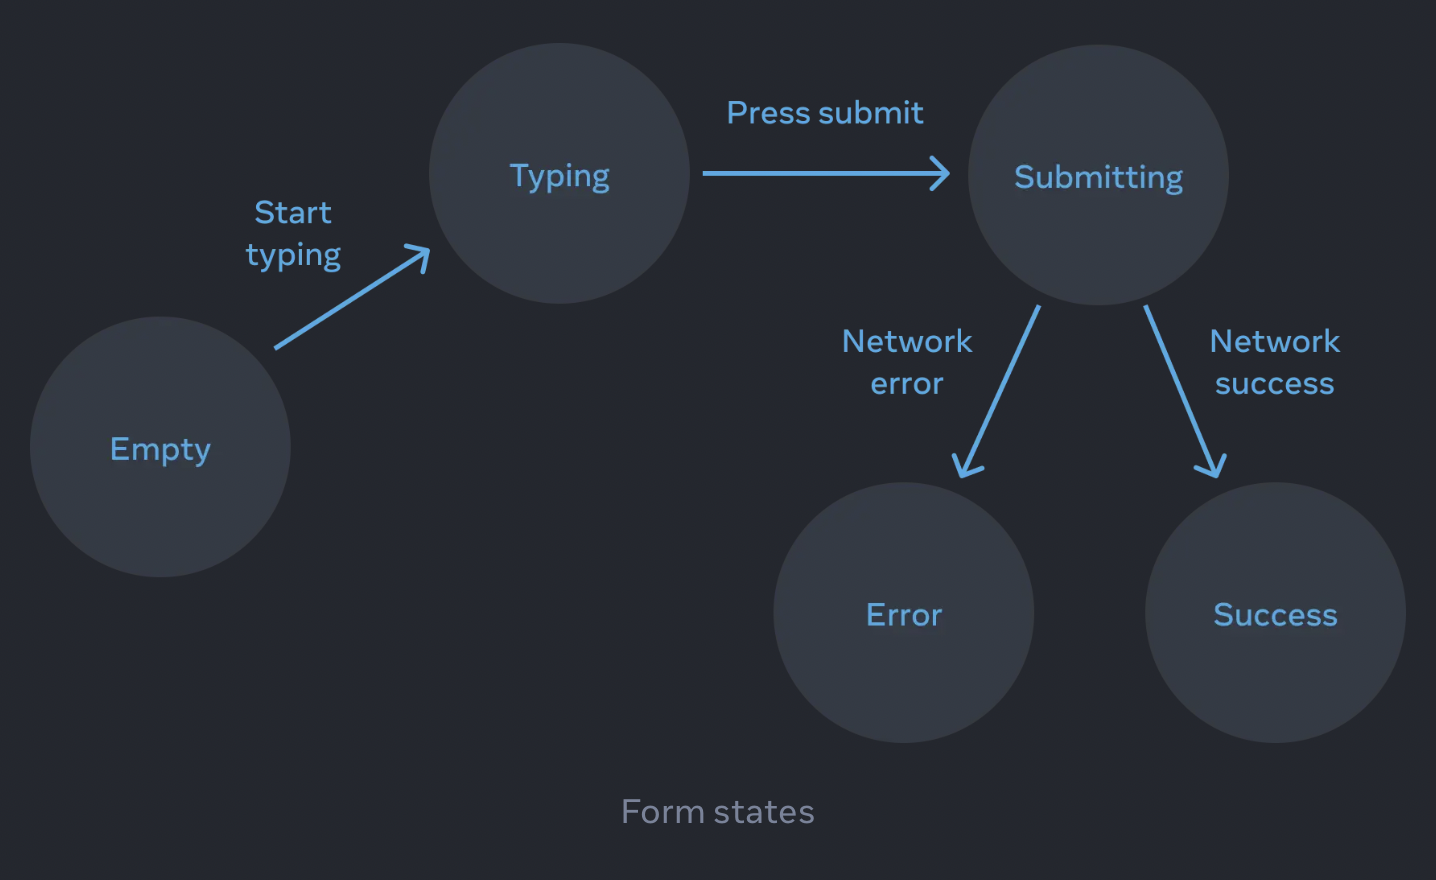 Press submit
Typing
Submitting
Start
typing
Network
error
Network
success
Empty
Error
Success
Form states